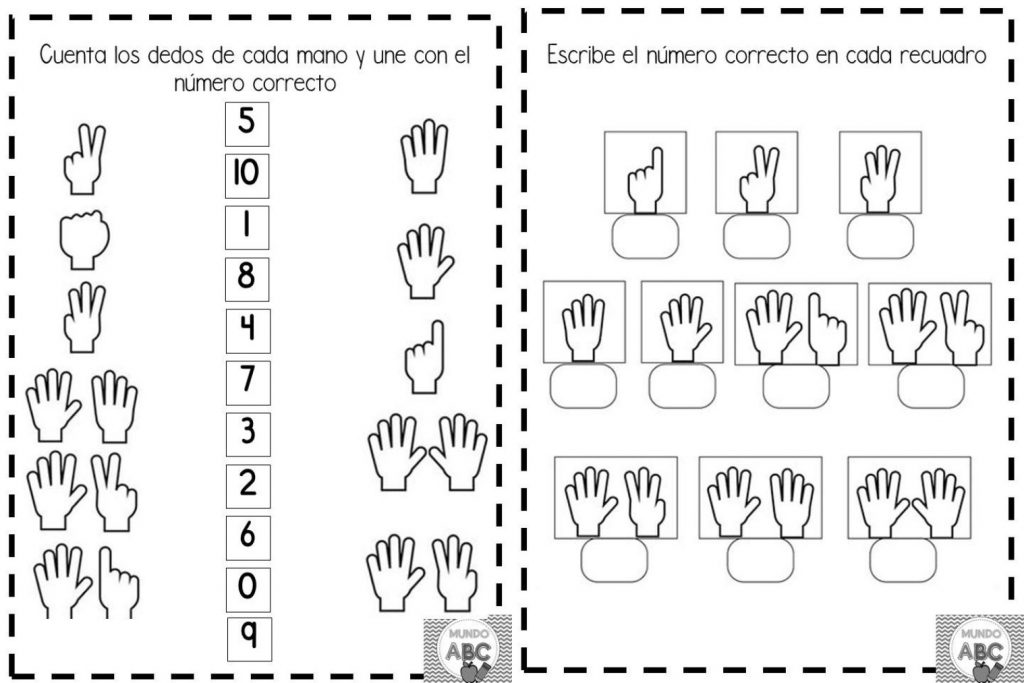 Cuenta los dedos de cada mano y une con el
número correcto
5
10
1
8
4
7
3
2
6
0
9
MUNDO
ABC
Escribe el número correcto en cada recuadro
MUNDO
ABC